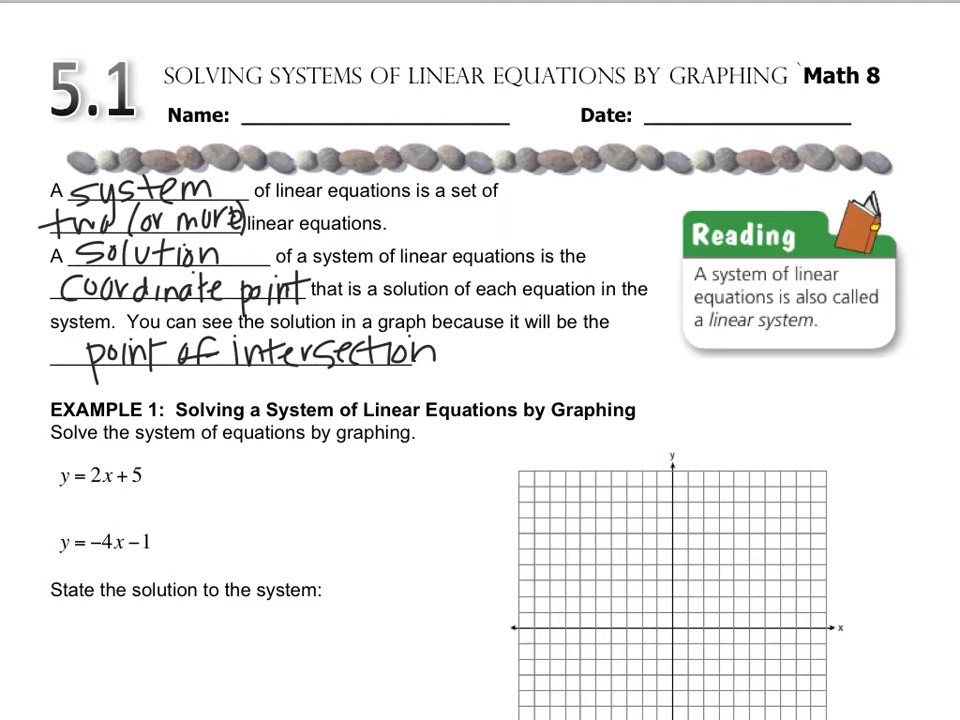 5.1 SOLVING SYSTEMS OF LINEAR EQUATIONS BY GRAPHING `Math 8
Name: ____________________ Date: ________________
A system of linear equations is a set of
two (or more) linear equations.
A solution of a system of linear equations is the
coordinate point that is a solution of each equation in the
system. You can see the solution in a graph because it will be the
point of intersection
Reading
A system of linear
equations is also called
a linear system.
EXAMPLE 1: Solving a System of Linear Equations by Graphing
Solve the system of equations by graphing.
y = 2x + 5
y = –4x – 1
State the solution to the system:
y
x